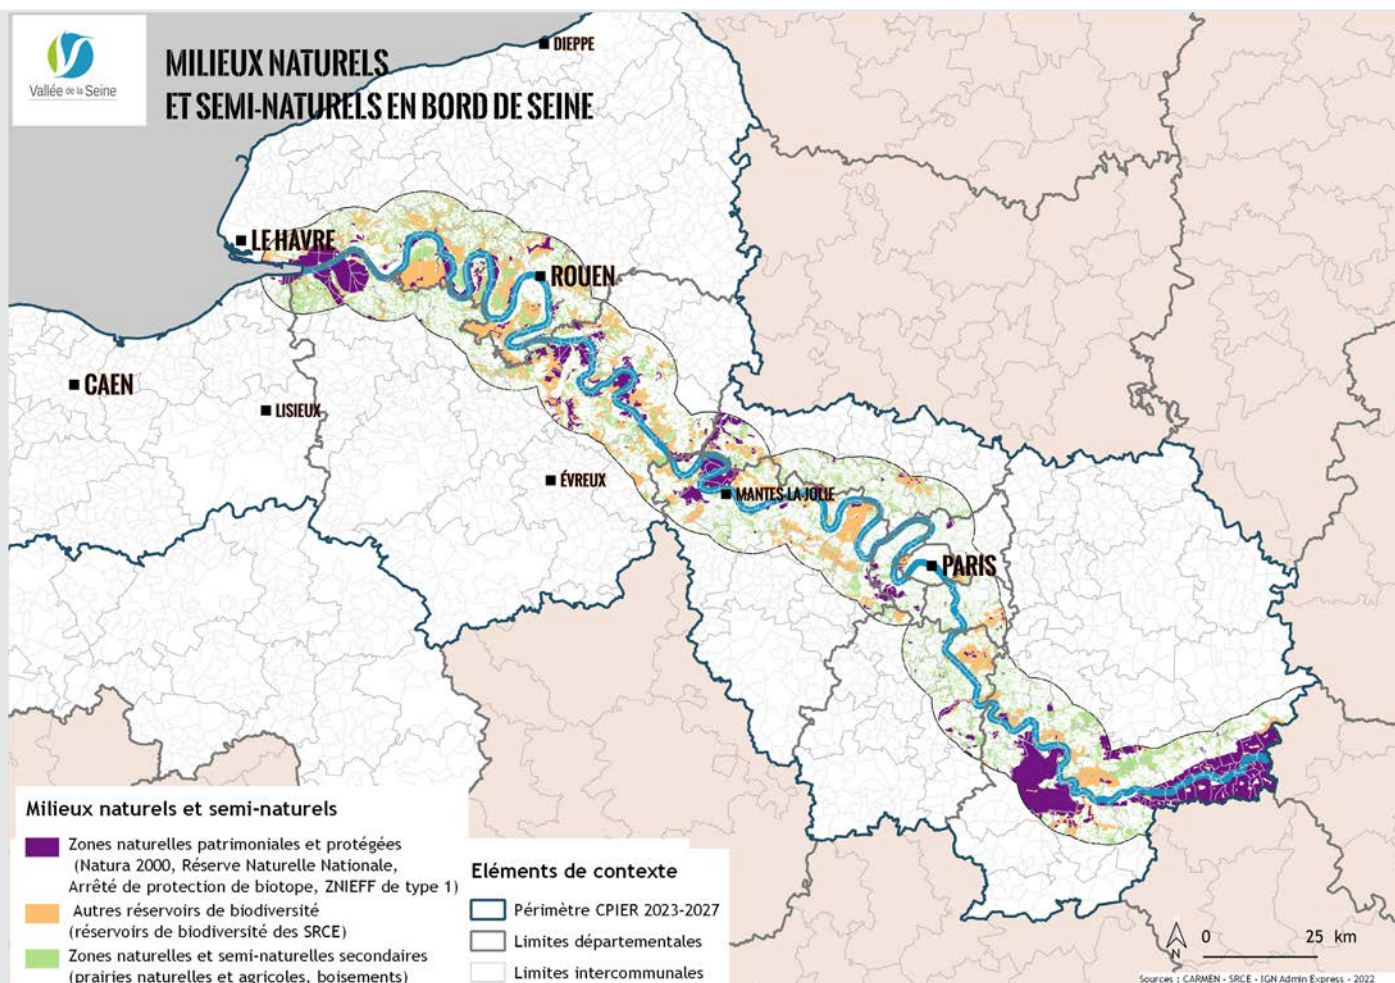 Vallée de la Seine
MILIEUX NATURELS
ET SEMI-NATURELS EN BORD DE SEINE
DIEPPE
LE HAVRE
ROUEN
CAEN
LISIEUX
ÉVREUX
MANTES-LA-JOLIE
PARIS
Milieux naturels et semi-naturels
Zones naturelles patrimoniales et protégées
(Natura 2000, Réserve Naturelle Nationale,
Arrêté de protection de biotope, ZNIEFF de type 1)
Autres réservoirs de biodiversité
(réservoirs de biodiversité des SRCE)
Zones naturelles et semi-naturelles secondaires
(prairies naturelles et agricoles, boisements)
Eléments de contexte
Périmètre CPIER 2023-2027
Limites départementales
Limites intercommunales
N
0 25 km
Sources : CARMEN - SRCE - IGN Admin Express - 2022